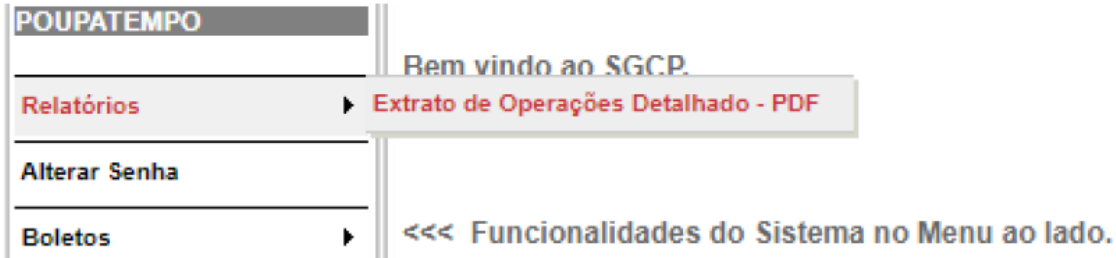 POUPATEMPO
Bem vindo ao SGCP.
Relatórios
Extrato de Operações Detalhado - PDF
Alterar Senha
Boletos
<<< Funcionalidades do Sistema no Menu ao lado.